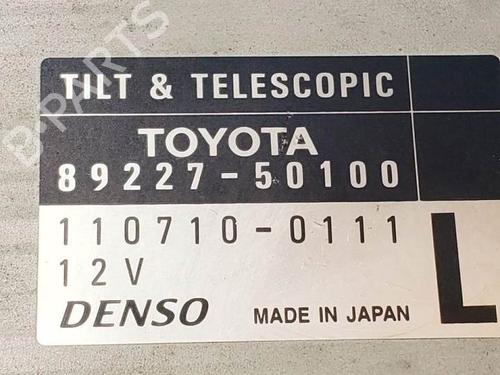 TILT & TELESCOPIC
TOYOTA
89227-50100
110710-0111
12V
L
DENSO MADE IN JAPAN
B-PARTS